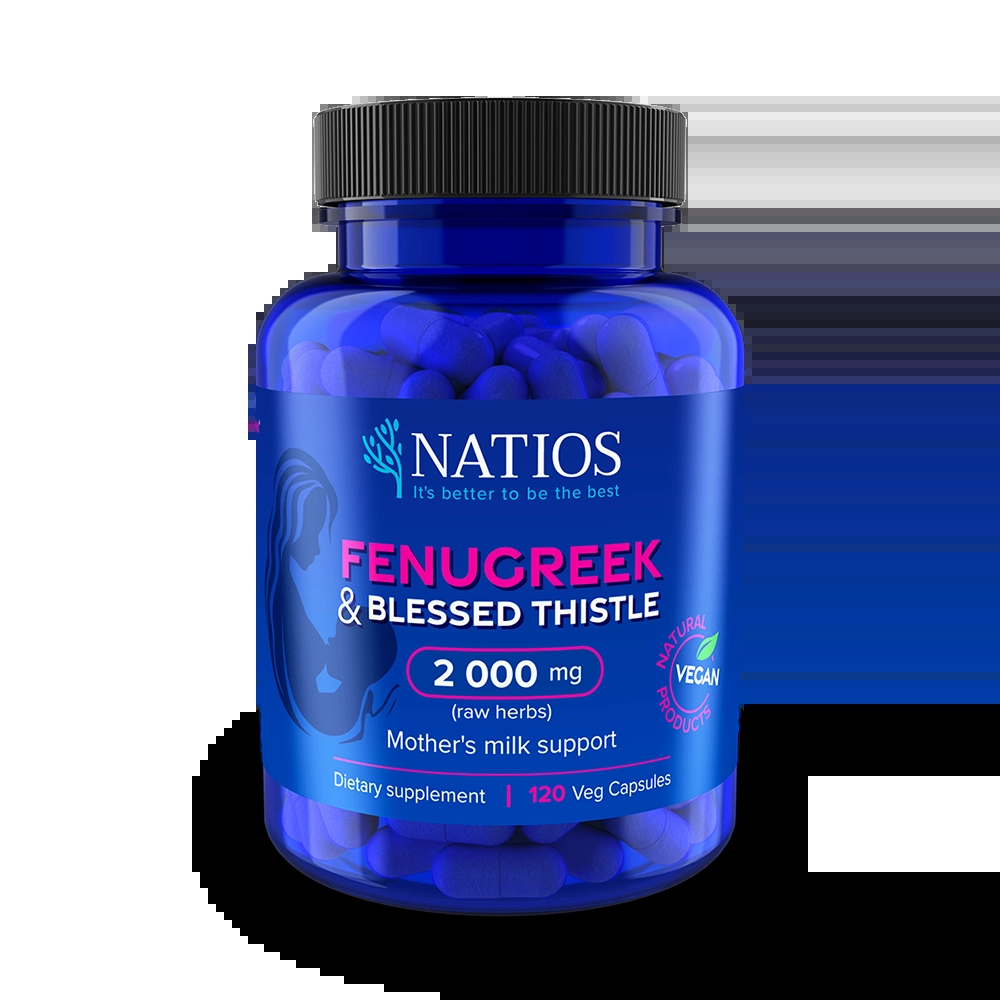 NATIOS
It's better to be the best
FENUGREEK
& BLESSED THISTLE
2 000 mg
(raw herbs)
Mother's milk support
Dietary supplement | 120 Veg Capsules
NATURAL
VEGAN
PRODUCTS